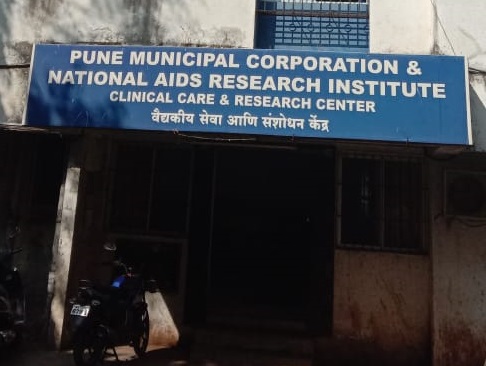 PUNE MUNICIPAL CORPORATION &
NATIONAL AIDS RESEARCH INSTITUTE
CLINICAL CARE & RESEARCH CENTER
वैद्यकीय सेवा आणि संशोधन केंद्र